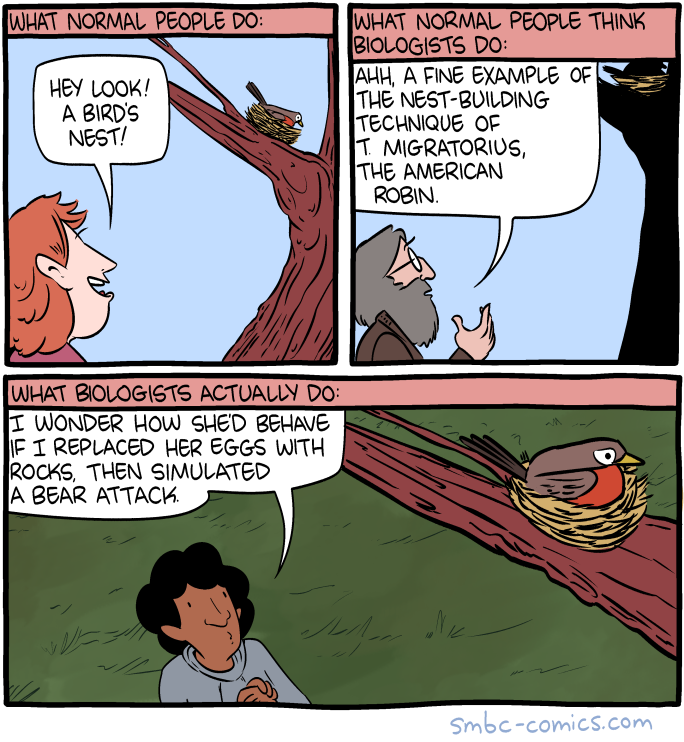 WHAT NORMAL PEOPLE DO:
HEY LOOK!
A BIRD'S
NEST!
WHAT NORMAL PEOPLE THINK
BIOLOGISTS DO:
AHH, A FINE EXAMPLE OF
THE NEST-BUILDING
TECHNIQUE OF
T. MIGRATORIUS,
THE AMERICAN
ROBIN.
WHAT BIOLOGISTS ACTUALLY DO:
I WONDER HOW SHE'D BEHAVE
IF I REPLACED HER EGGS WITH
ROCKS, THEN SIMULATED
A BEAR ATTACK.
smbc-comics.com